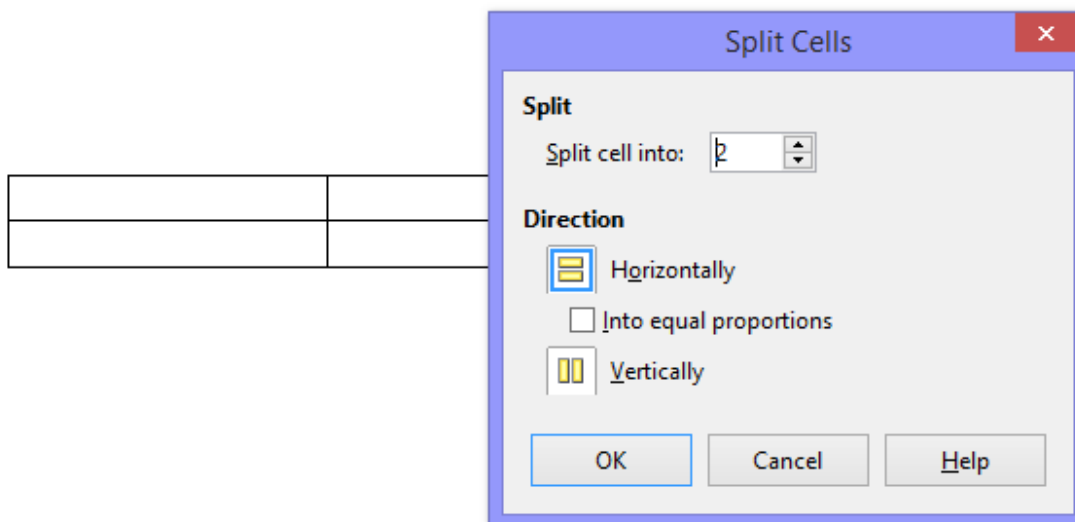 Split Cells
Split
Split cell into: 2
Direction
Horizontally
Into equal proportions
Vertically
OK Cancel Help